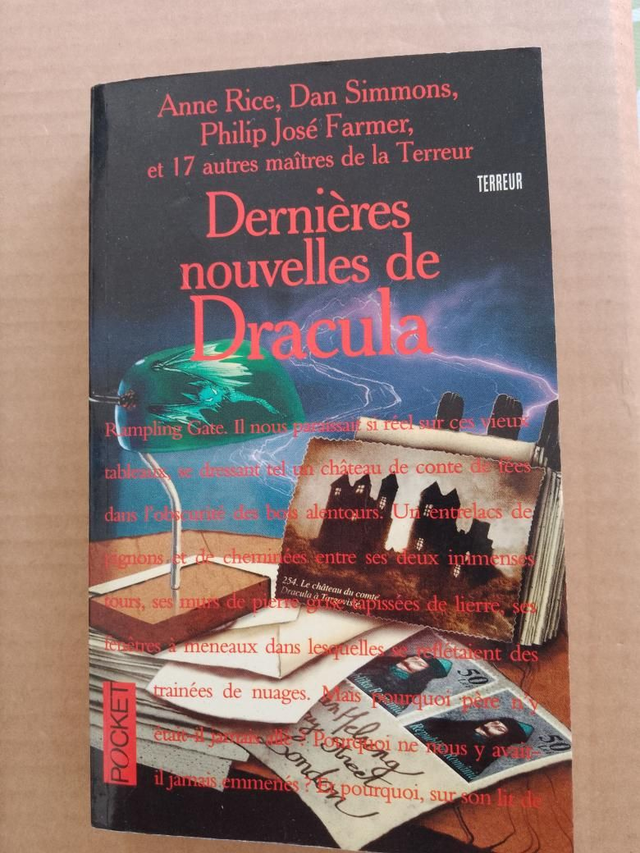 Anne Rice, Dan Simmons,
Philip José Farmer,
et 17 autres maîtres de la Terreur
TERREUR
Dernières
nouvelles de
Dracula
Rampling Gate. Il nous paraissait si réel sur ces vieux
tableaux, se dressant tel un château de conte de fées
dans l'obscurité des bois alentours. Un entrelacs de
pignons et de cheminées entre ses deux immenses
tours, ses murs de pierre grise tapissées de lierre, ses
fenêtres à meneaux dans lesquelles se reflétaient des
trainées de nuages. Mais pourquoi père n'y
était-il jamais allé ? Pourquoi ne nous y avait-
il jamais emmenés ? Et pourquoi, sur son lit de
254. Le château du comte
Dracula à Targoviste
50
50
Helsing
London
POCKET